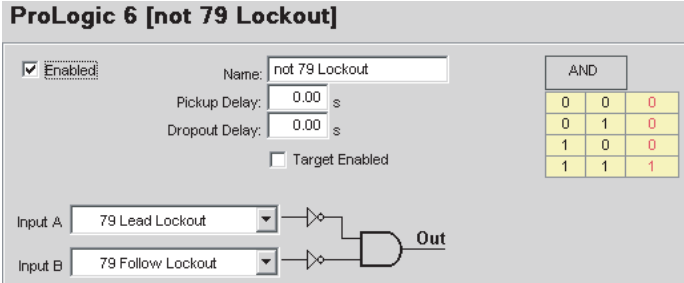 ProLogic 6 [not 79 Lockout]
Enabled
Name: not 79 Lockout
Pickup Delay: 0.00 s
Dropout Delay: 0.00 s
Target Enabled
AND
0 0 0
0 1 0
1 0 0
1 1 1
Input A 79 Lead Lockout
Out
Input B 79 Follow Lockout